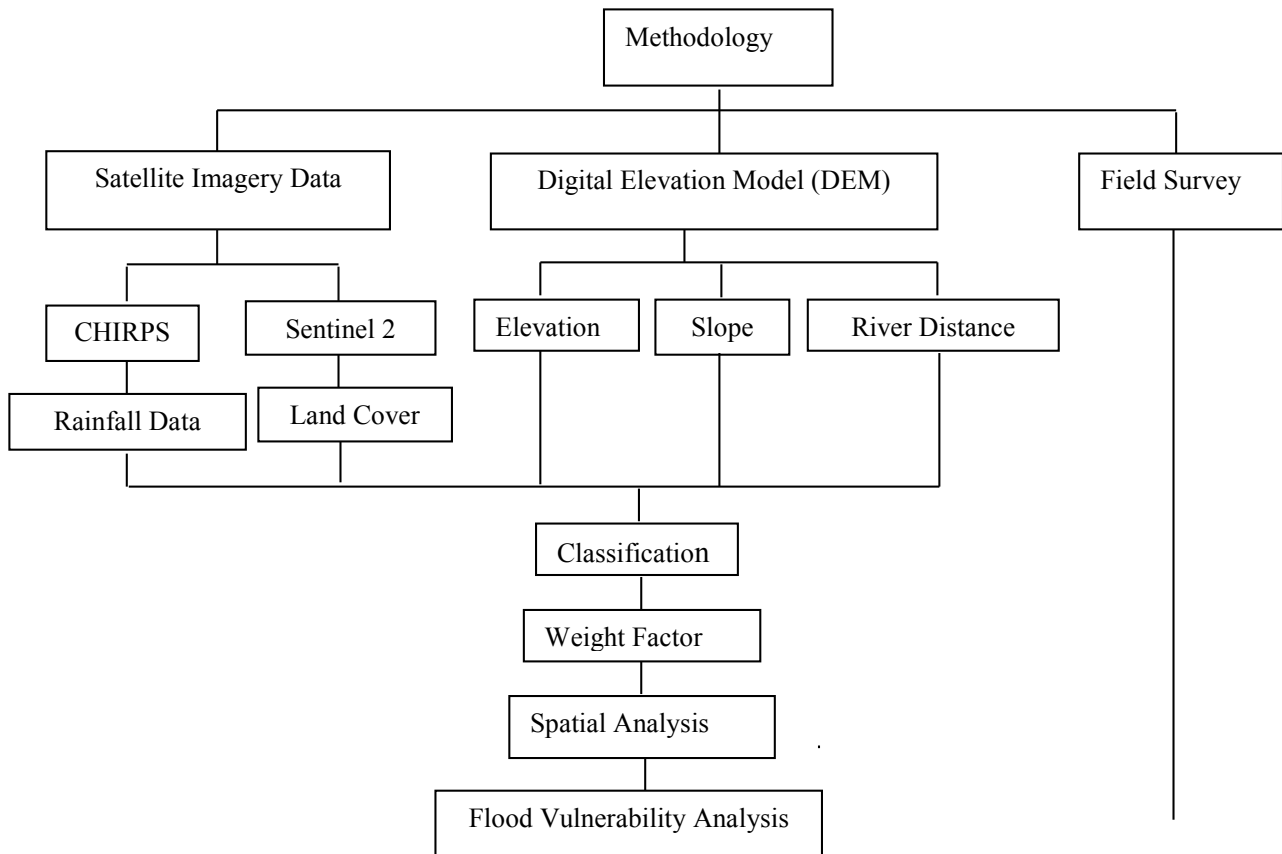 Methodology
Satellite Imagery Data
Digital Elevation Model (DEM)
Field Survey
CHIRPS
Sentinel 2
Elevation
Slope
River Distance
Rainfall Data
Land Cover
Classification
Weight Factor
Spatial Analysis
Flood Vulnerability Analysis